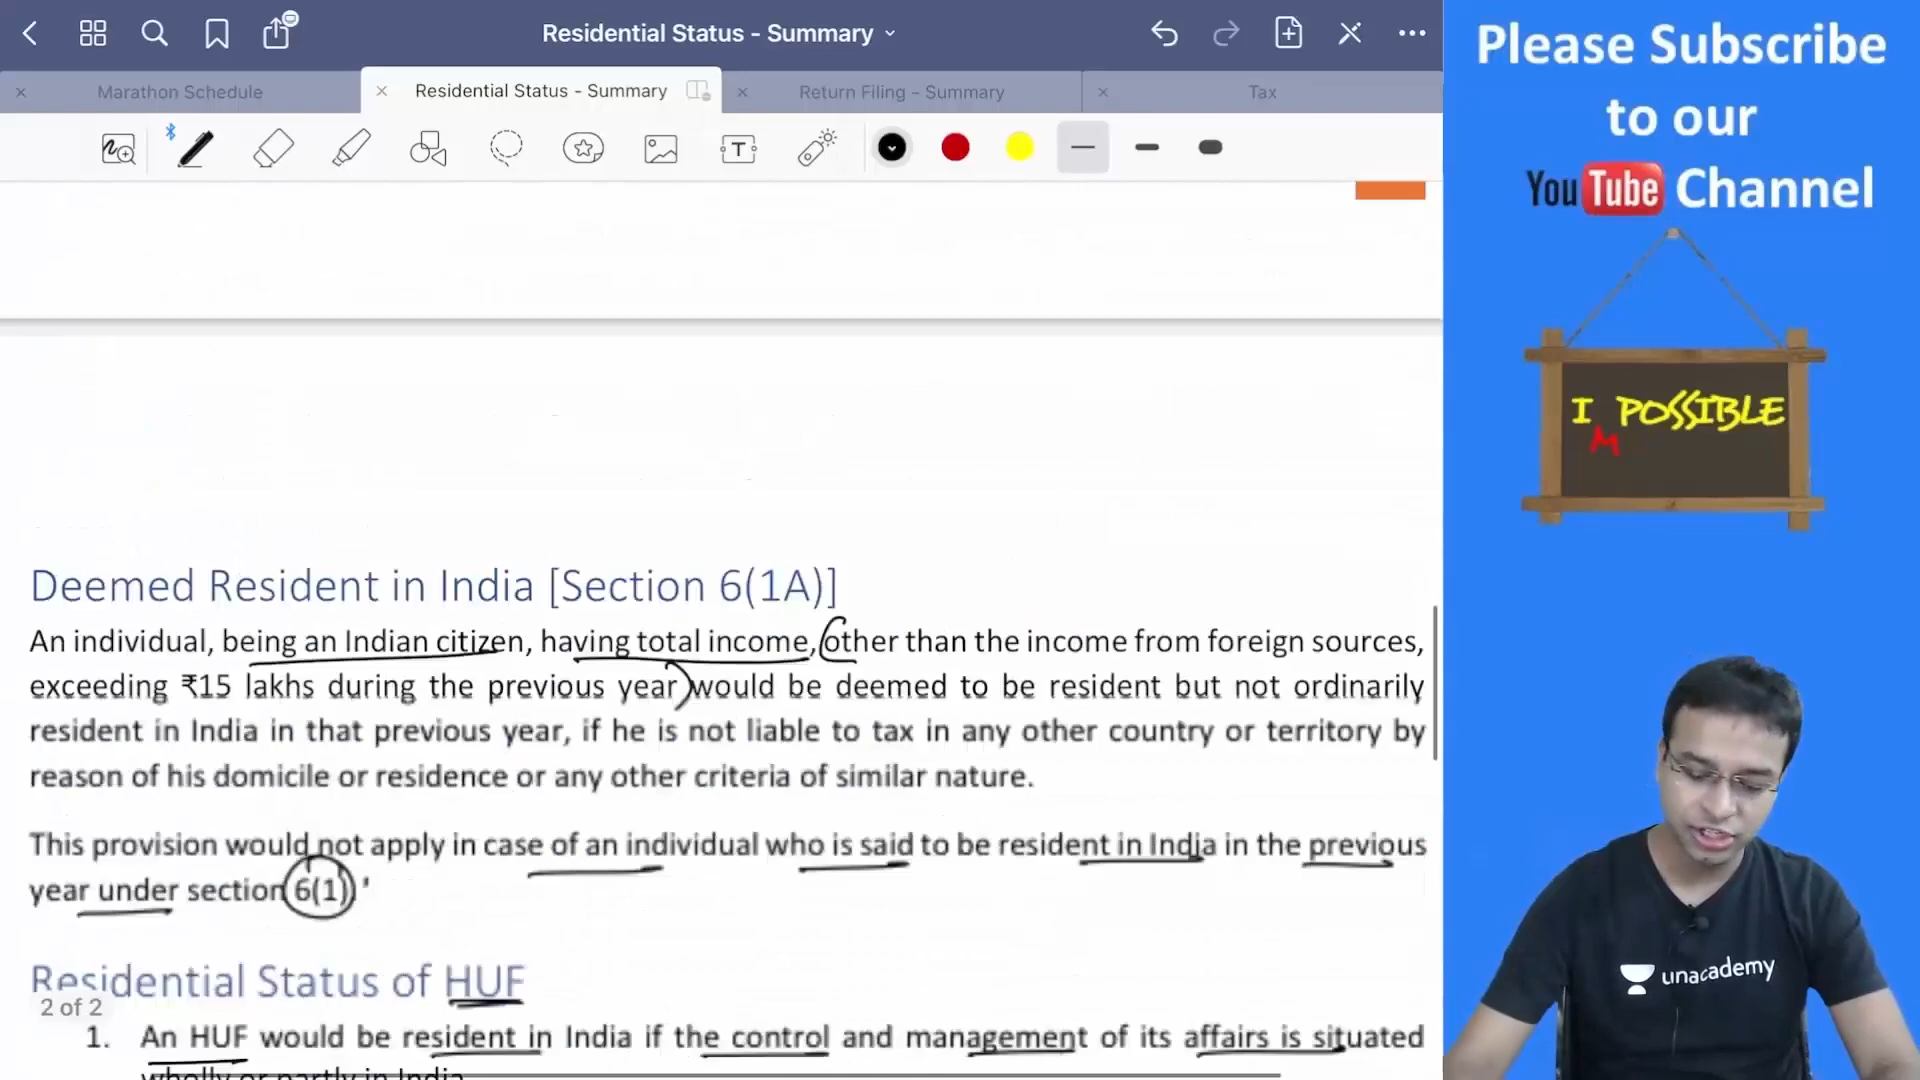 Residential Status - Summary
Marathon Schedule
Residential Status - Summary
Return Filing - Summary
Tax
T
Please Subscribe
to our
YouTube Channel
I POSSIBLE
M
Deemed Resident in India [Section 6(1A)]
An individual, being an Indian citizen, having total income, other than the income from foreign sources,
exceeding ₹15 lakhs during the previous year would be deemed to be resident but not ordinarily
resident in India in that previous year, if he is not liable to tax in any other country or territory by
reason of his domicile or residence or any other criteria of similar nature.
This provision would not apply in case of an individual who is said to be resident in India in the previous
year under section 6(1).
Residential Status of HUF
2 of 2
1. An HUF would be resident in India if the control and management of its affairs is situated
wholly or partly in India.
unacademy